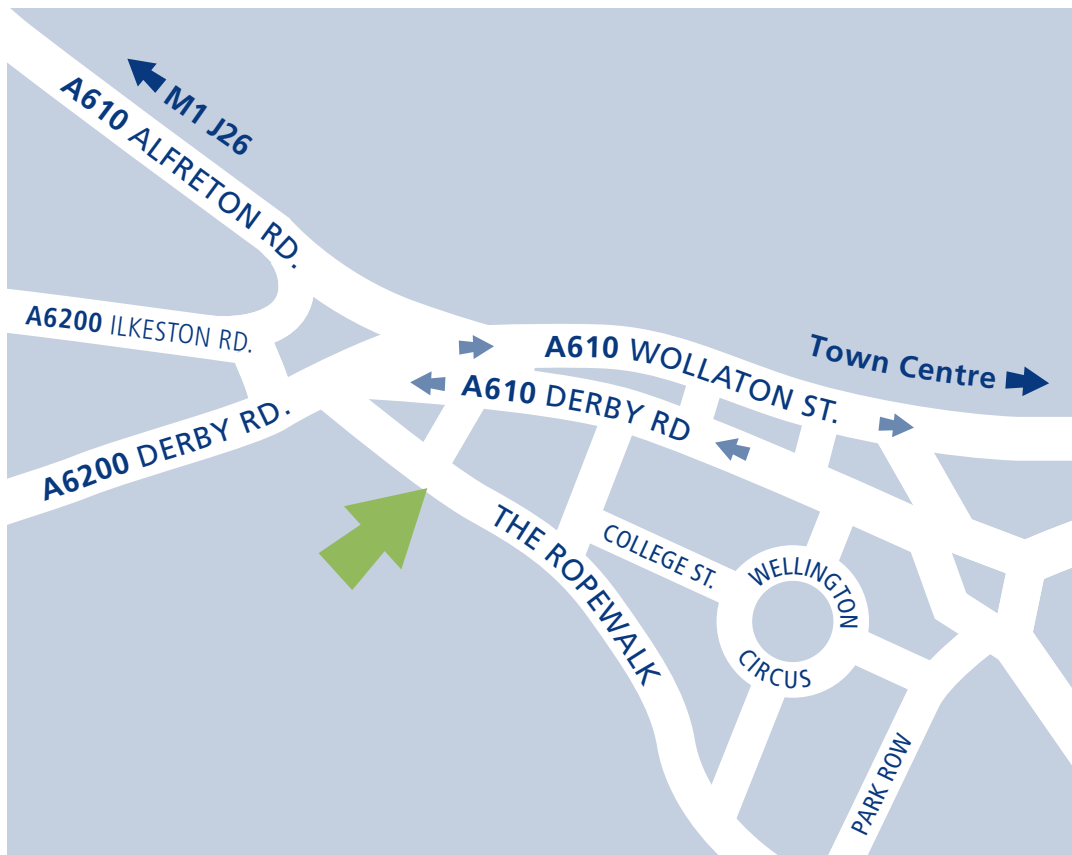 M1 J26
A610 ALFRETON RD.
A6200 ILKESTON RD.
Town Centre
A610 WOLLATON ST.
A610 DERBY RD
A6200 DERBY RD.
THE ROPEWALK
COLLEGE ST.
WELLINGTON
CIRCUS
PARK ROW